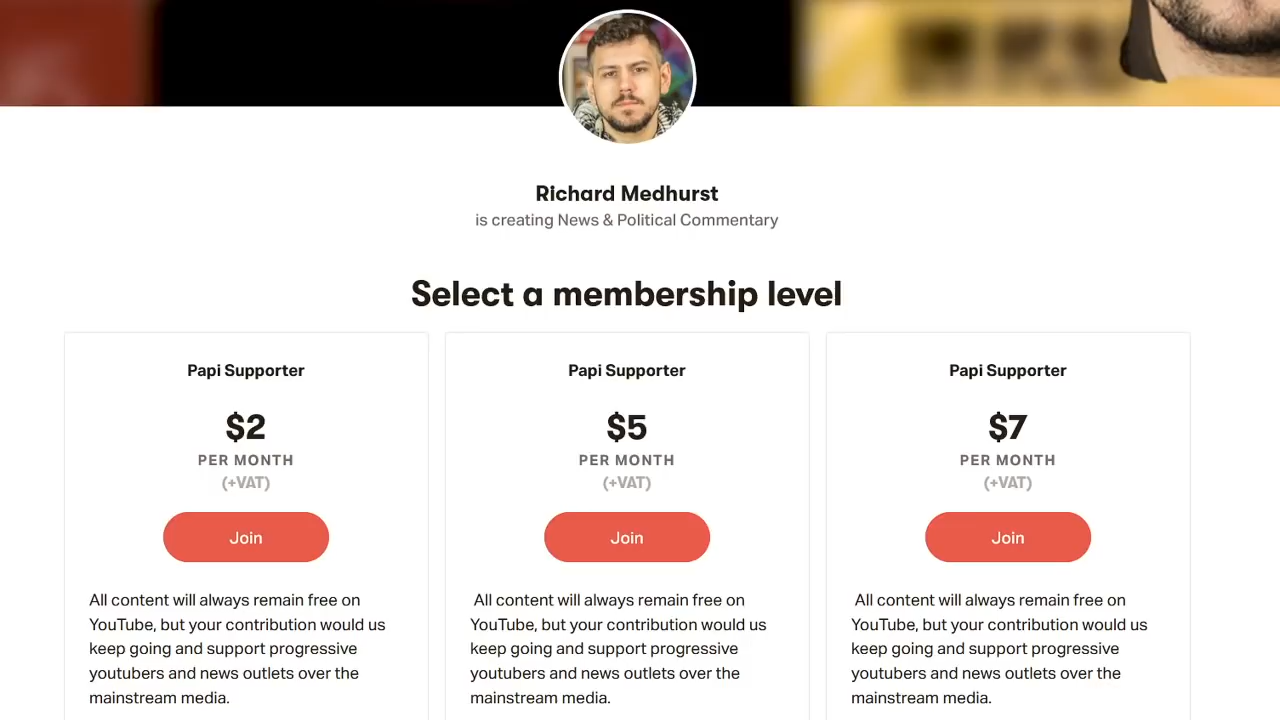 Richard Medhurst
is creating News & Political Commentary
Select a membership level
Papi Supporter
$2
PER MONTH
(+VAT)
Join
All content will always remain free on
YouTube, but your contribution would us
keep going and support progressive
youtubers and news outlets over the
mainstream media.
Papi Supporter
$5
PER MONTH
(+VAT)
Join
All content will always remain free on
YouTube, but your contribution would us
keep going and support progressive
youtubers and news outlets over the
mainstream media.
Papi Supporter
$7
PER MONTH
(+VAT)
Join
All content will always remain free on
YouTube, but your contribution would us
keep going and support progressive
youtubers and news outlets over the
mainstream media.